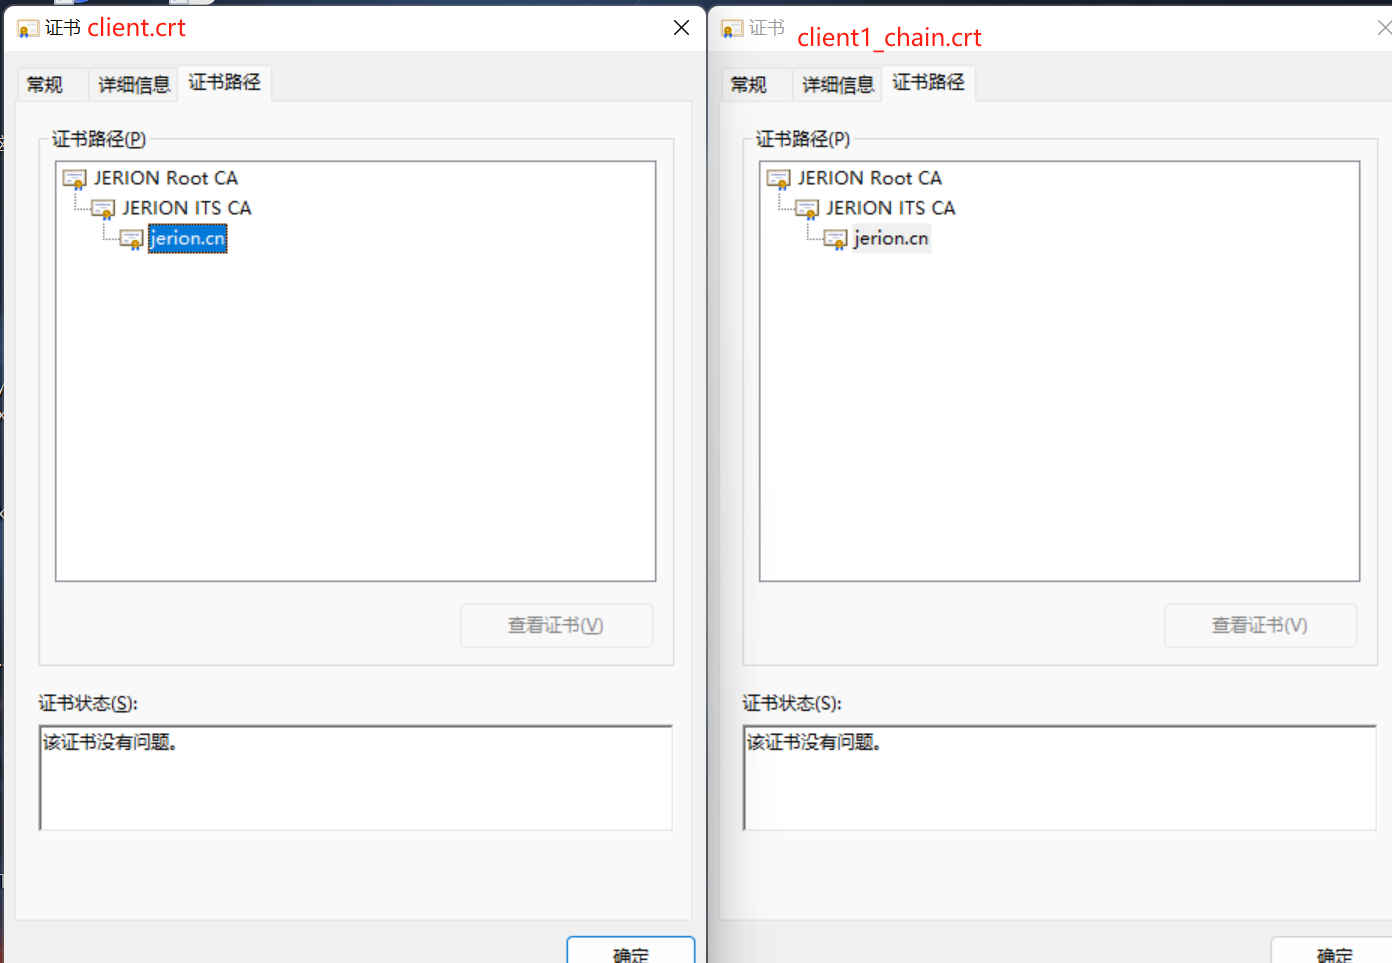 证书 client.crt
常规 详细信息 证书路径
证书路径(P)
JERION Root CA
JERION ITS CA
jerion.cn
查看证书(V)
证书状态(S):
该证书没有问题。
确定
证书 client1_chain.crt
常规 详细信息 证书路径
证书路径(P)
JERION Root CA
JERION ITS CA
jerion.cn
查看证书(V)
证书状态(S):
该证书没有问题。
确定